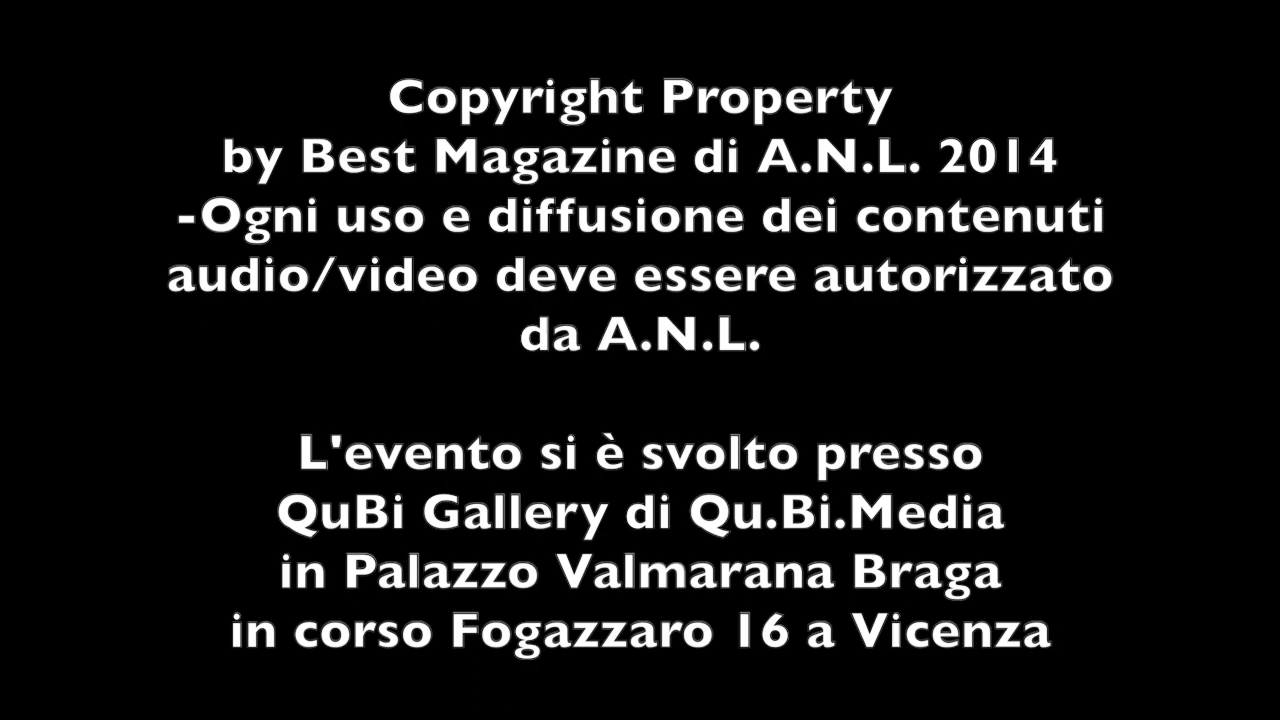 Copyright Property
by Best Magazine di A.N.L. 2014
-Ogni uso e diffusione dei contenuti
audio/video deve essere autorizzato
da A.N.L.
L'evento si è svolto presso
QuBi Gallery di Qu.Bi.Media
in Palazzo Valmarana Braga
in corso Fogazzaro 16 a Vicenza